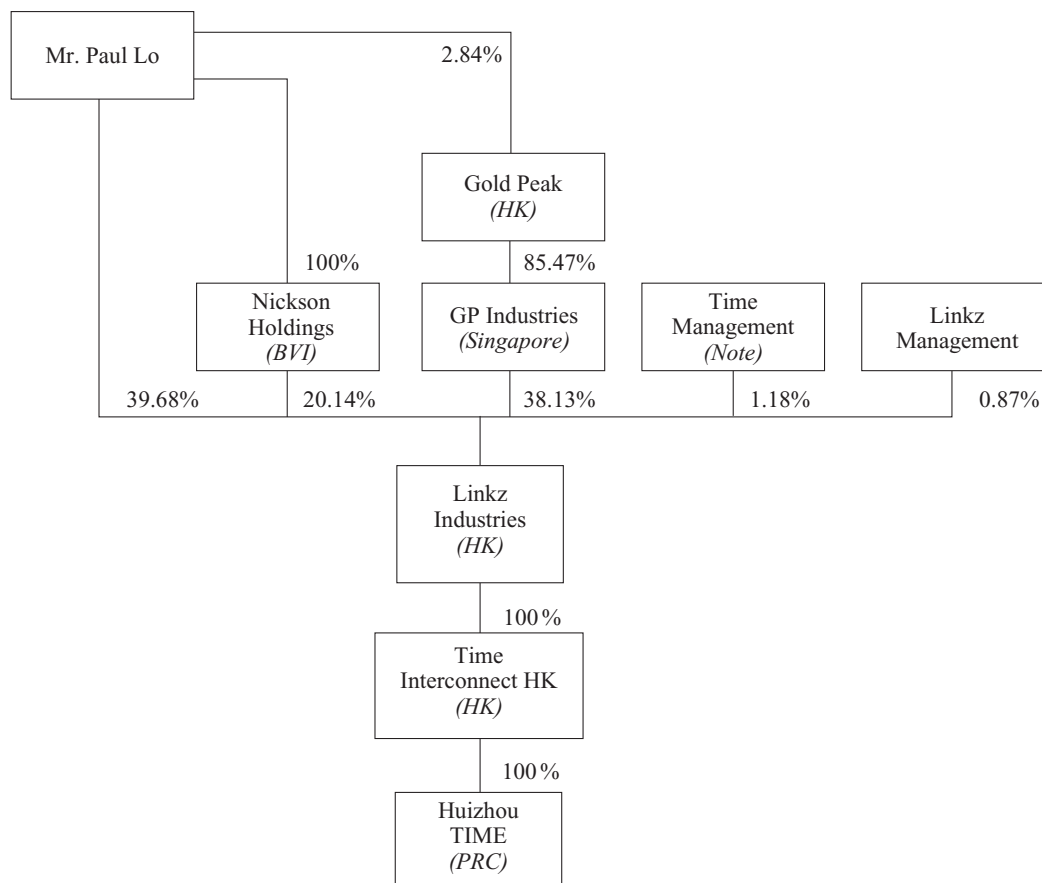 Mr. Paul Lo
2.84%
Gold Peak
(HK)
100%
85.47%
Nickson
Holdings
(BVI)
GP Industries
(Singapore)
Time
Management
(Note)
Linkz
Management
39.68%
20.14%
38.13%
1.18%
0.87%
Linkz
Industries
(HK)
100%
Time
Interconnect HK
(HK)
100%
Huizhou
TIME
(PRC)